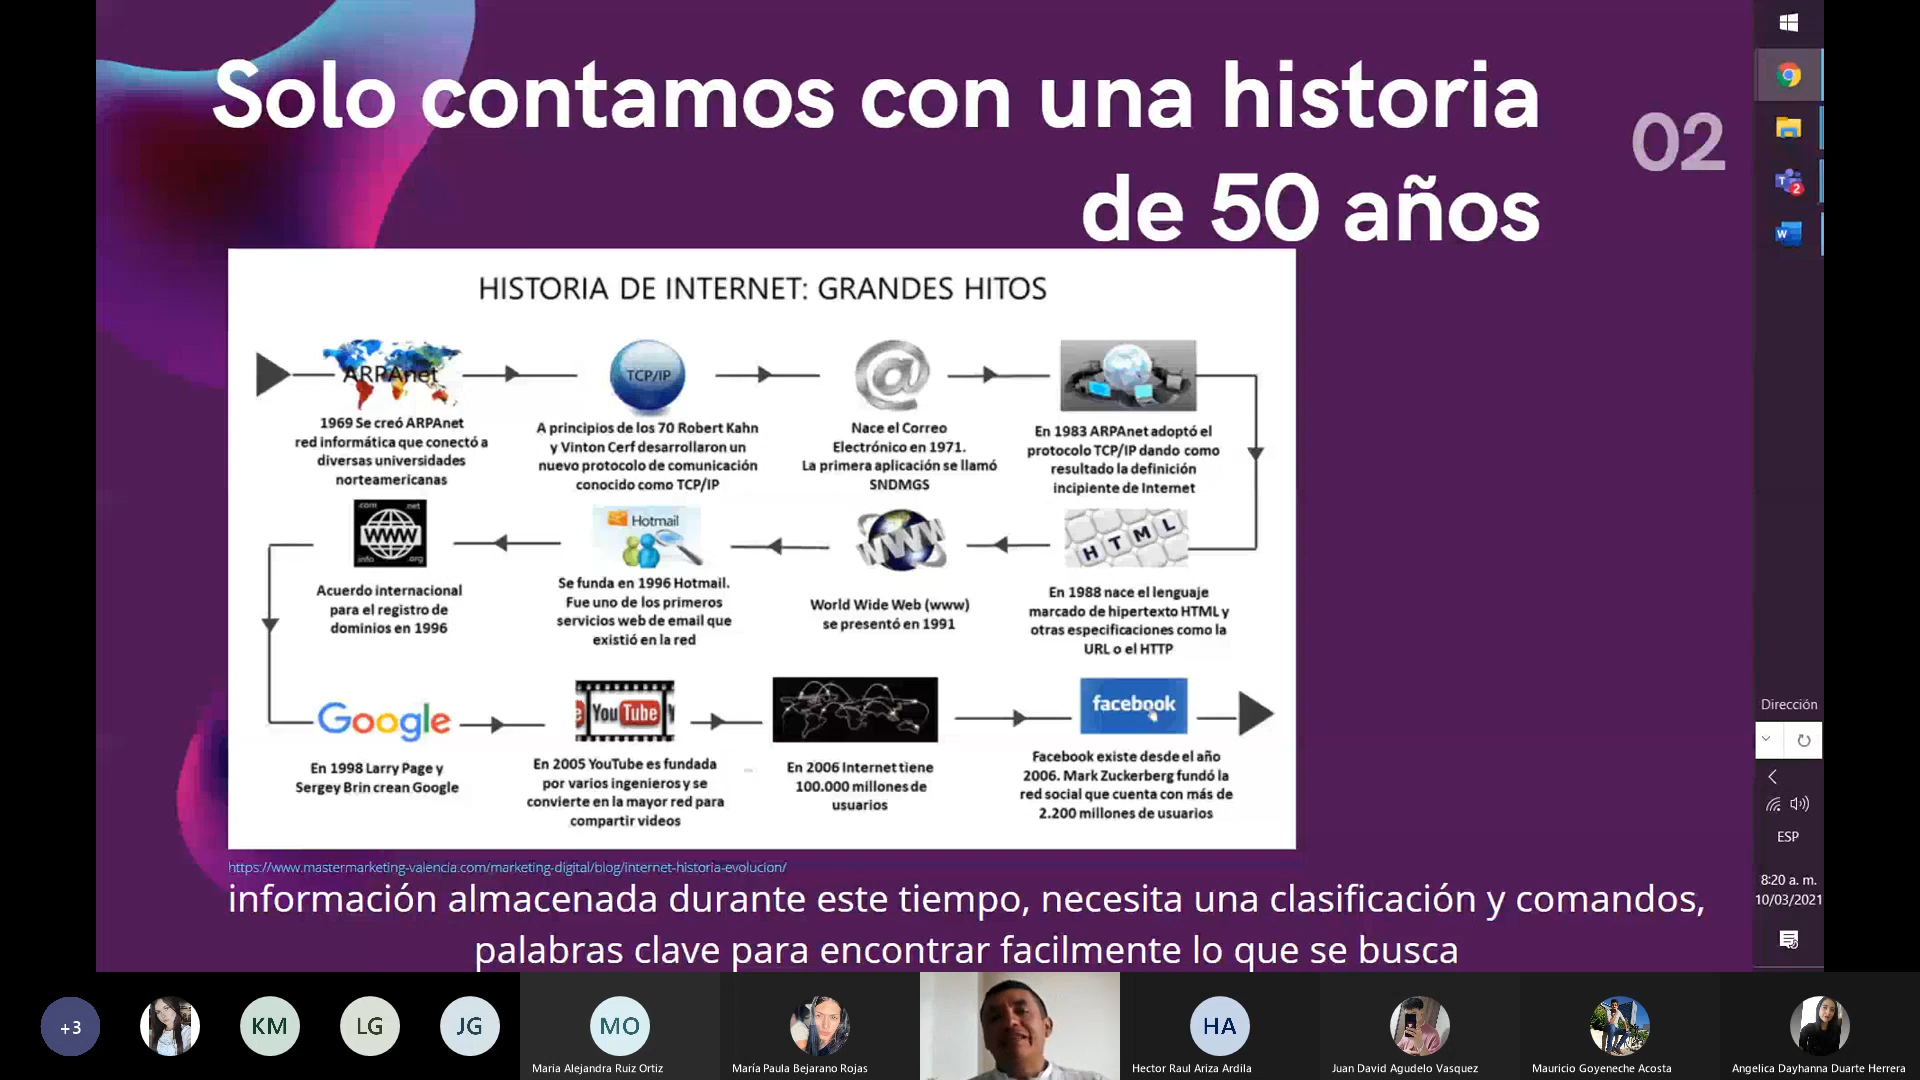 Solo contamos con una historia
de 50 años
02
HISTORIA DE INTERNET: GRANDES HITOS
ARPAnet
1969 Se creó ARPAnet
red informática que conectó a
diversas universidades
norteamericanas
TCP/IP
A principios de los 70 Robert Kahn
y Vinton Cerf desarrollaron un
nuevo protocolo de comunicación
conocido como TCP/IP
@
Nace el Correo
Electrónico en 1971.
La primera aplicación se llamó
SNDMGS
En 1983 ARPAnet adoptó el
protocolo TCP/IP dando como
resultado la definición
incipiente de Internet
.com .net
WWW
info .org
Acuerdo internacional
para el registro de
dominios en 1996
Hotmail
Se funda en 1996 Hotmail.
Fue uno de los primeros
servicios web de email que
existió en la red
WWW
World Wide Web (www)
se presentó en 1991
HTML
En 1988 nace el lenguaje
marcado de hipertexto HTML y
otras especificaciones como la
URL o el HTTP
Google
En 1998 Larry Page y
Sergey Brin crean Google
YouTube
En 2005 YouTube es fundada
por varios ingenieros y se
convierte en la mayor red para
compartir videos
En 2006 Internet tiene
100.000 millones de
usuarios
facebook
Facebook existe desde el año
2006. Mark Zuckerberg fundó la
red social que cuenta con más de
2.200 millones de usuarios
https://www.mastermarketing-valencia.com/marketing-digital/blog/internet-historia-evolucion/
información almacenada durante este tiempo, necesita una clasificación y comandos,
palabras clave para encontrar facilmente lo que se busca
T 2
W
Dirección
ESP
8:20 a. m.
10/03/2021
+3
KM
LG
JG
MO
Maria Alejandra Ruiz Ortiz
María Paula Bejarano Rojas
HA
Hector Raul Ariza Ardila
Juan David Agudelo Vasquez
Mauricio Goyeneche Acosta
Angelica Dayhanna Duarte Herrera